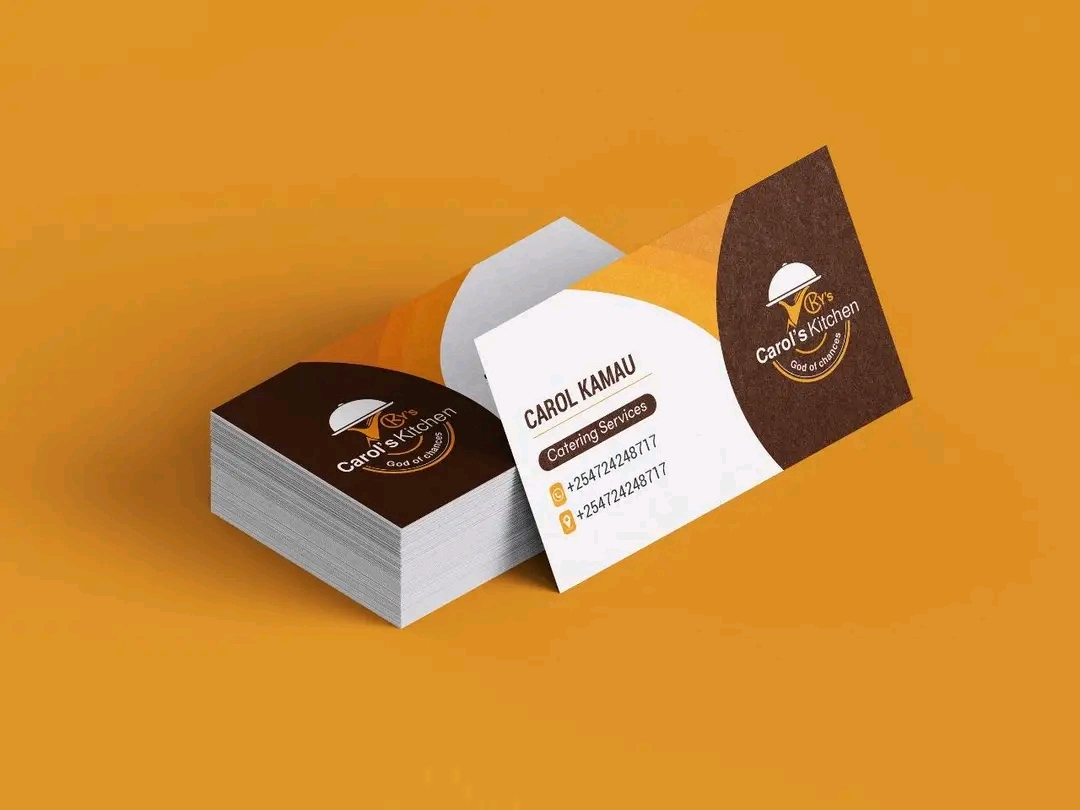 KY's
Carol's Kitchen
God of chances
CAROL KAMAU
Catering Services
+254724248717
+254724248717
KY's
Carol's Kitchen
God of chances